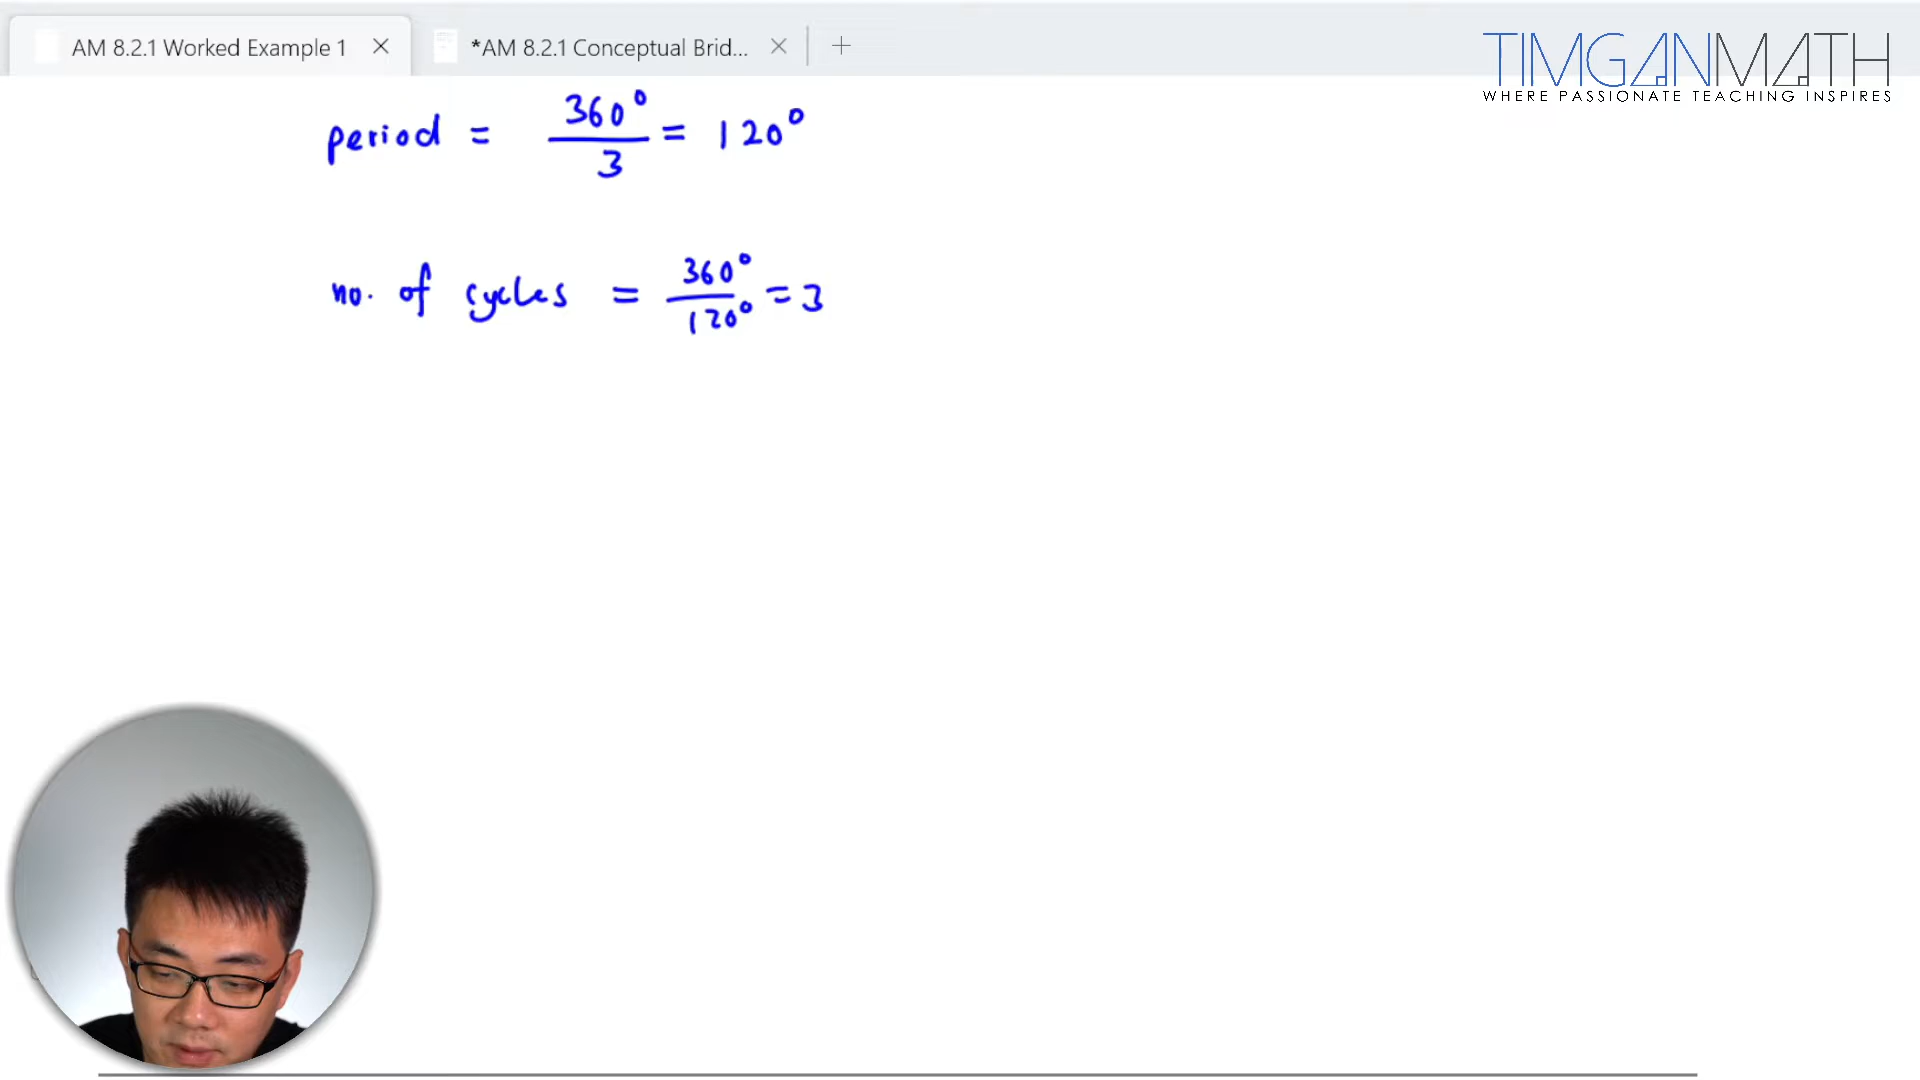 AM 8.2.1 Worked Example 1
*AM 8.2.1 Conceptual Brid...
TIMGANMATH
WHERE PASSIONATE TEACHING INSPIRES
period = 360°/3 = 120°
no. of cycles = 360°/120° = 3